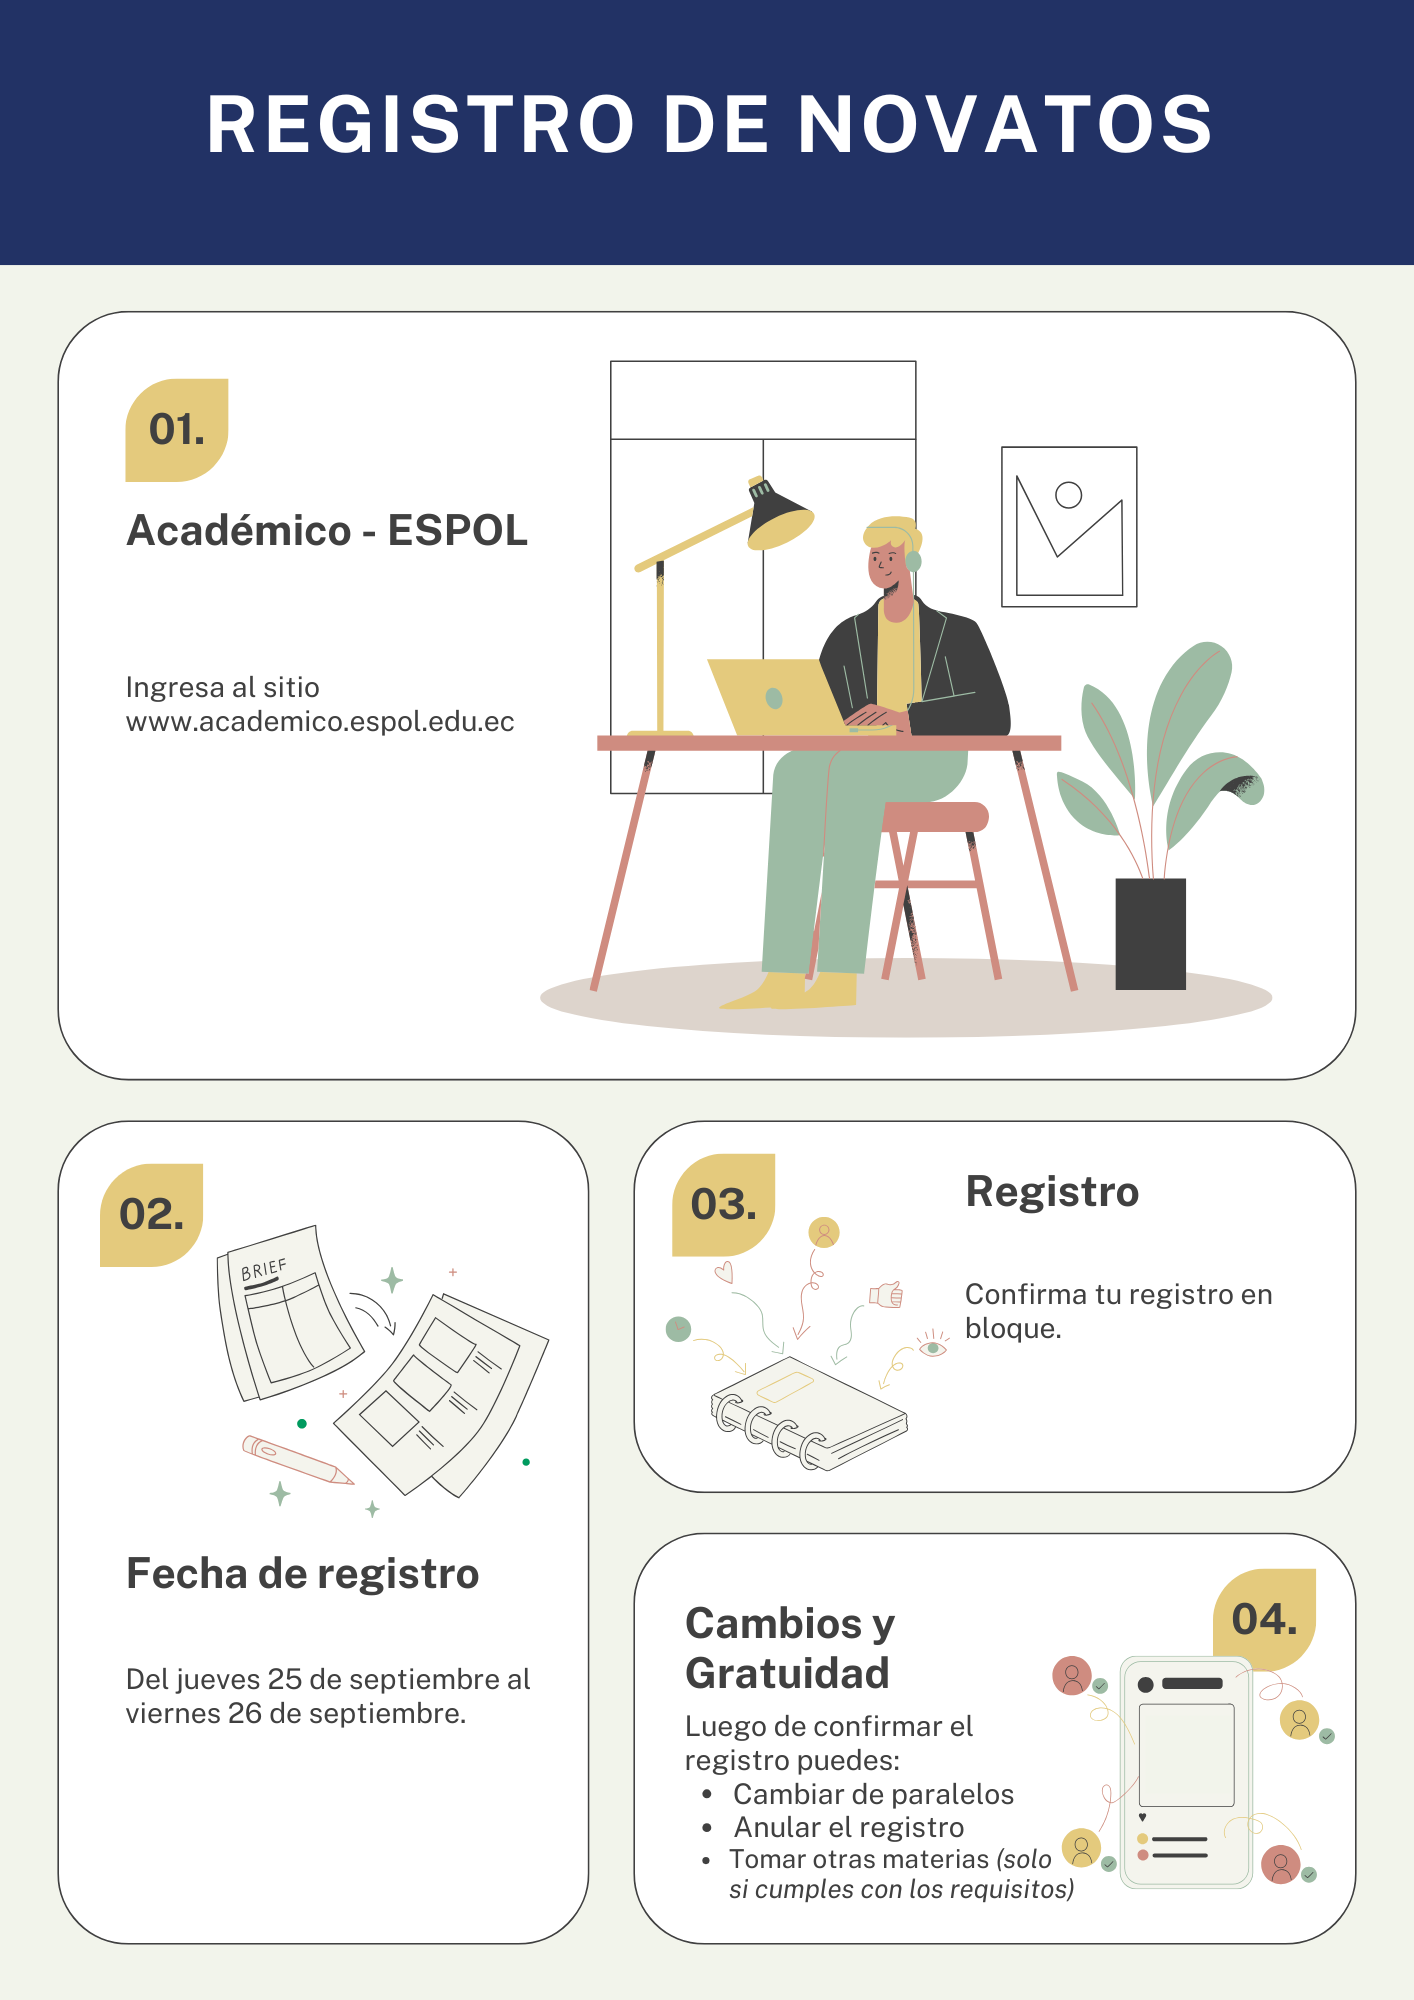 REGISTRO DE NOVATOS
01.
Académico - ESPOL
Ingresa al sitio
www.academico.espol.edu.ec
02.
BRIEF
Fecha de registro
Del jueves 25 de septiembre al
viernes 26 de septiembre.
03.
Registro
Confirma tu registro en
bloque.
04.
Cambios y
Gratuidad
Luego de confirmar el
registro puedes:
• Cambiar de paralelos
• Anular el registro
• Tomar otras materias (solo
si cumples con los requisitos)